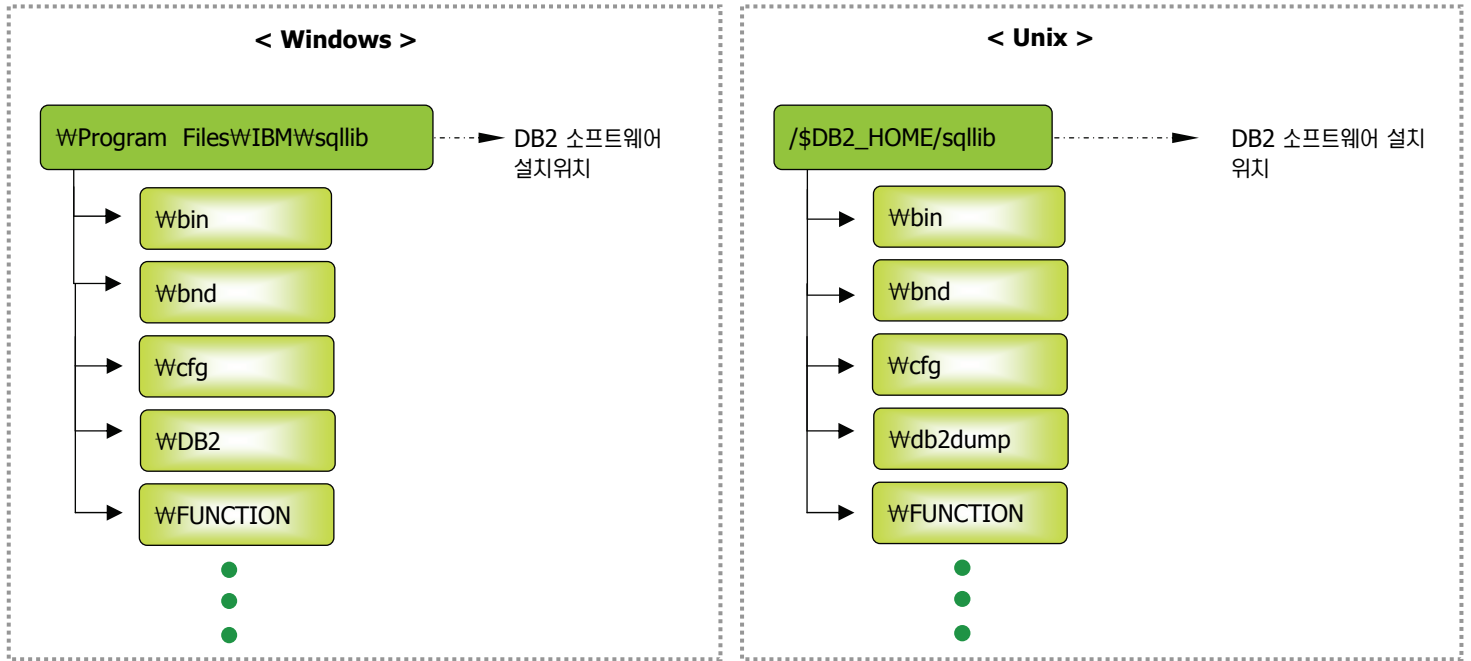 < Windows >
₩Program Files₩IBM₩sqllib
DB2 소프트웨어
설치위치
₩bin
₩bnd
₩cfg
₩DB2
₩FUNCTION
< Unix >
/$DB2_HOME/sqllib
DB2 소프트웨어 설치
위치
₩bin
₩bnd
₩cfg
₩db2dump
₩FUNCTION